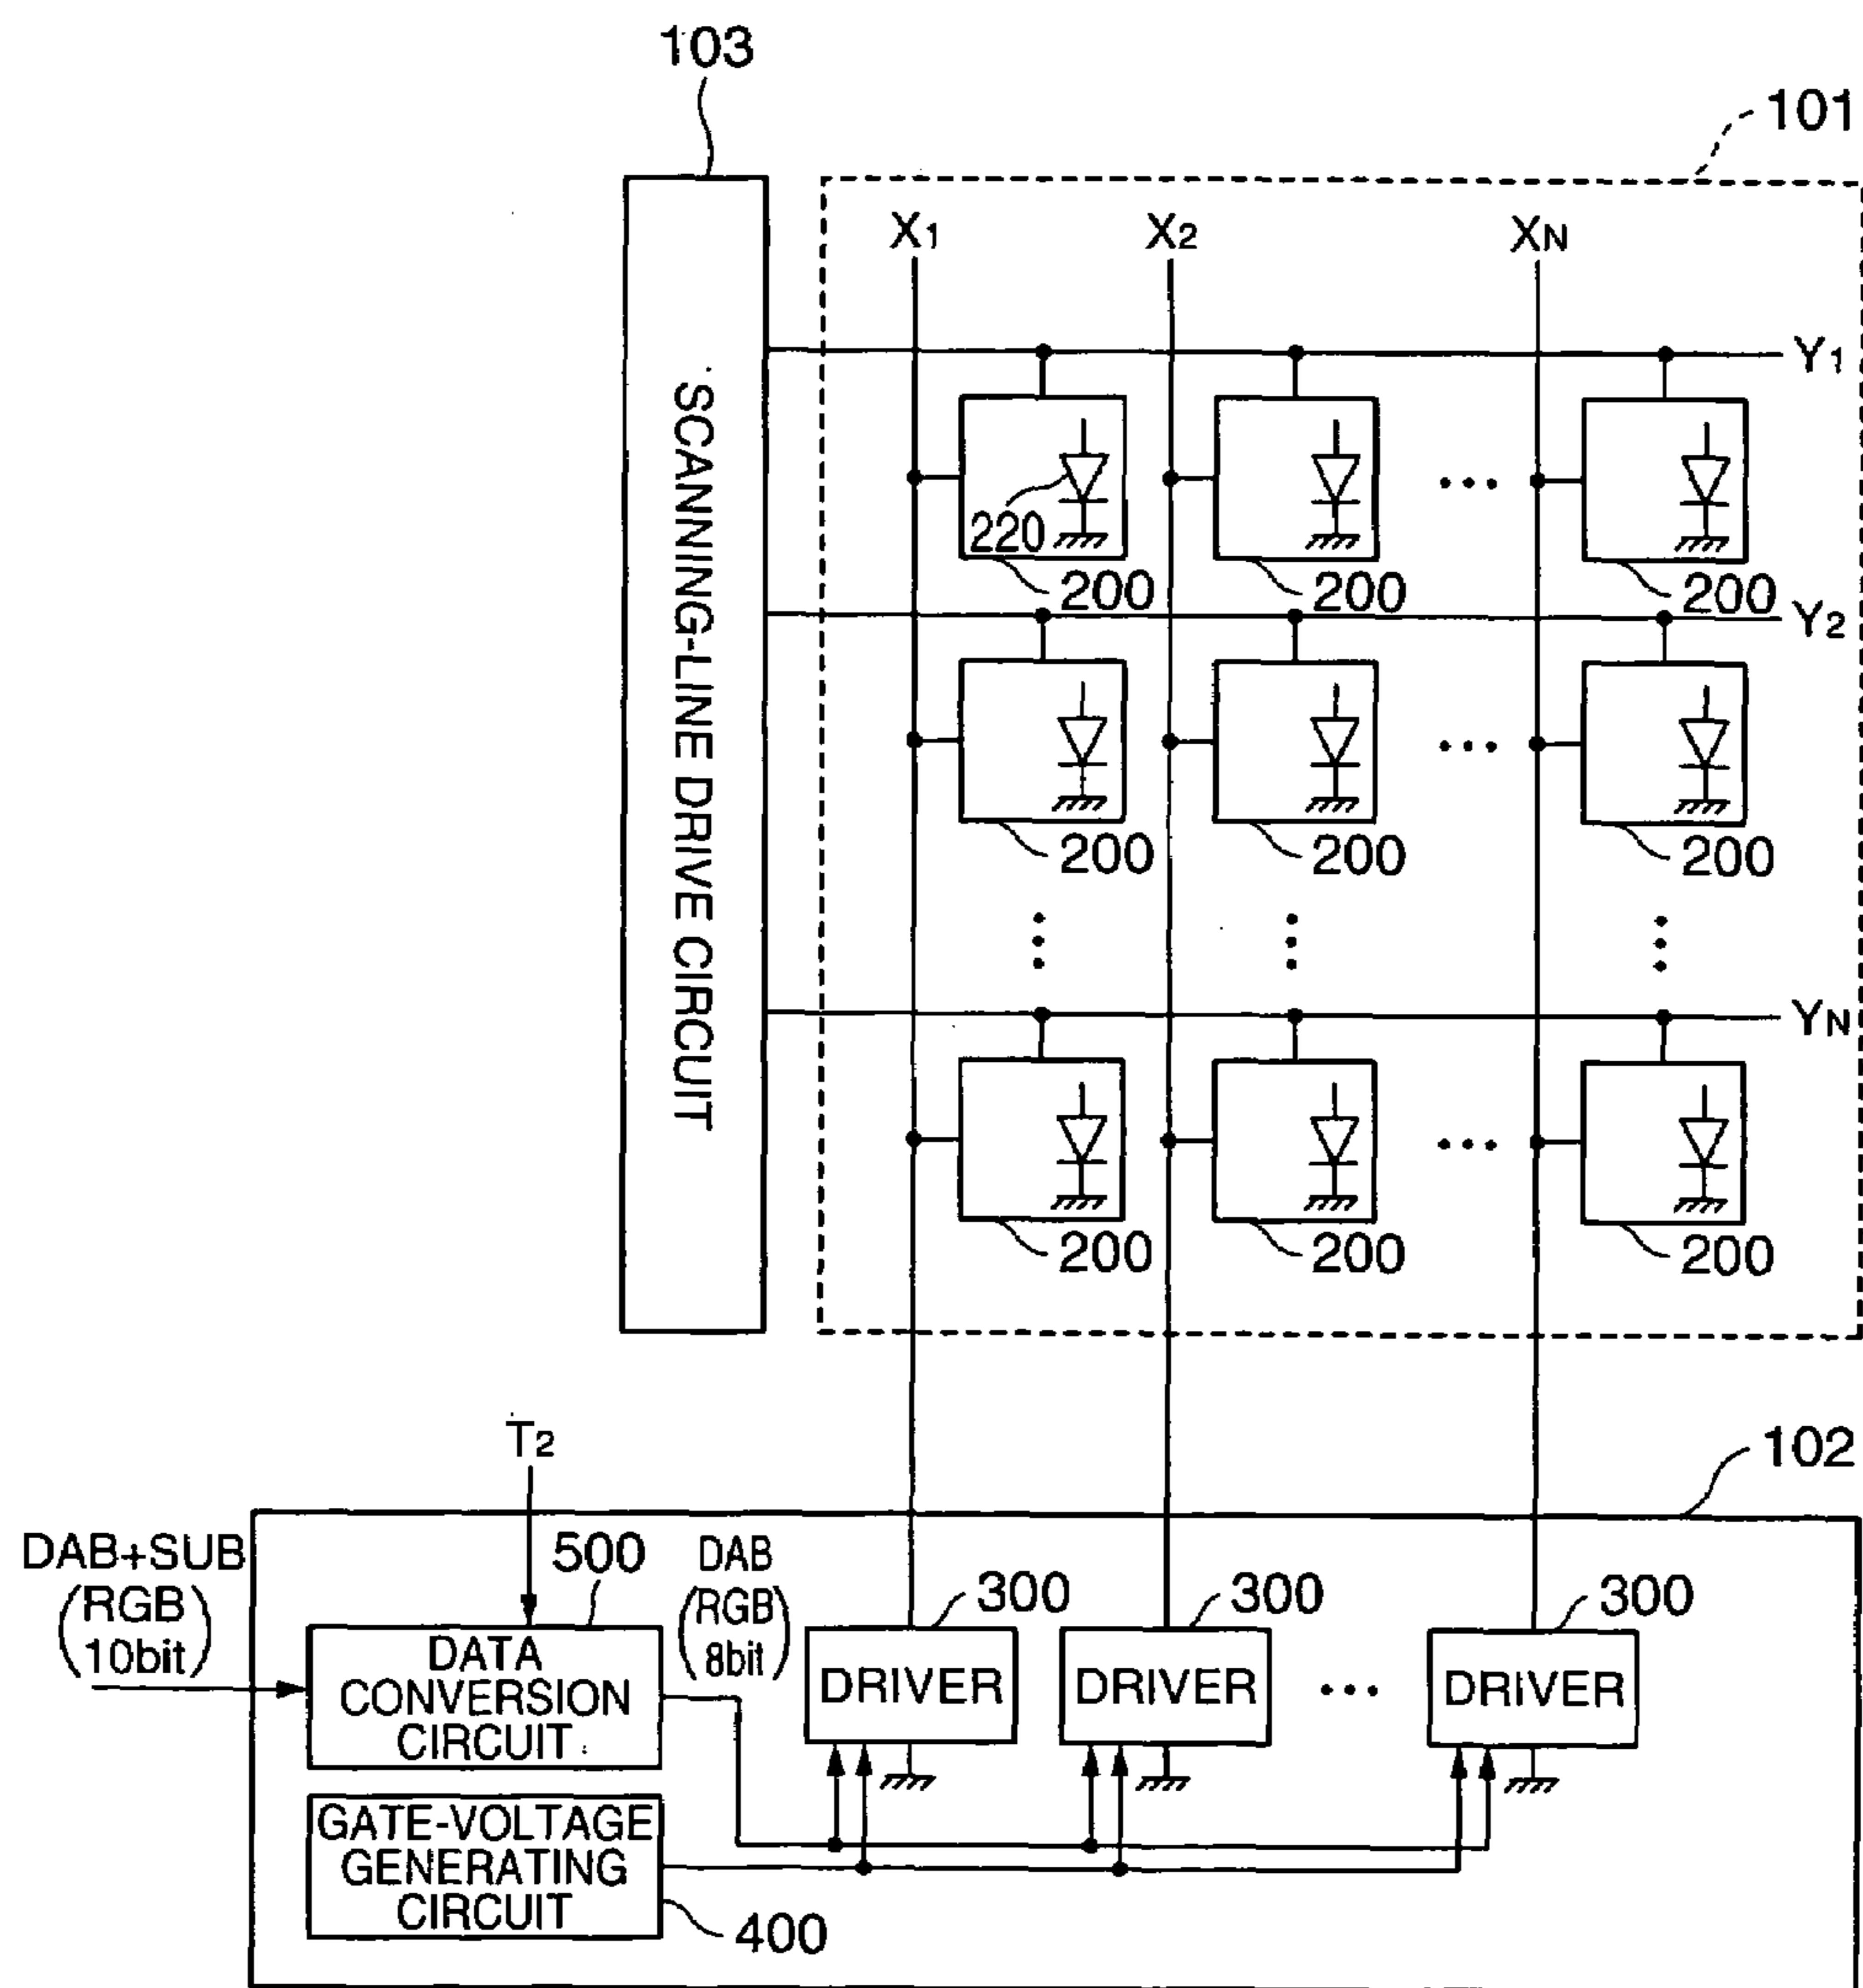 103
101
X1 X2 XN
Y1
SCANNING-LINE DRIVE CIRCUIT
220
200 200 200
Y2
200 200 200
YN
200 200 200
T2
102
DAB+SUB
(RGB)
10bit
500
DAB
(RGB)
8bit
300 300 300
DATA
CONVERSION
CIRCUIT
DRIVER DRIVER ... DRIVER
GATE-VOLTAGE
GENERATING
CIRCUIT
400